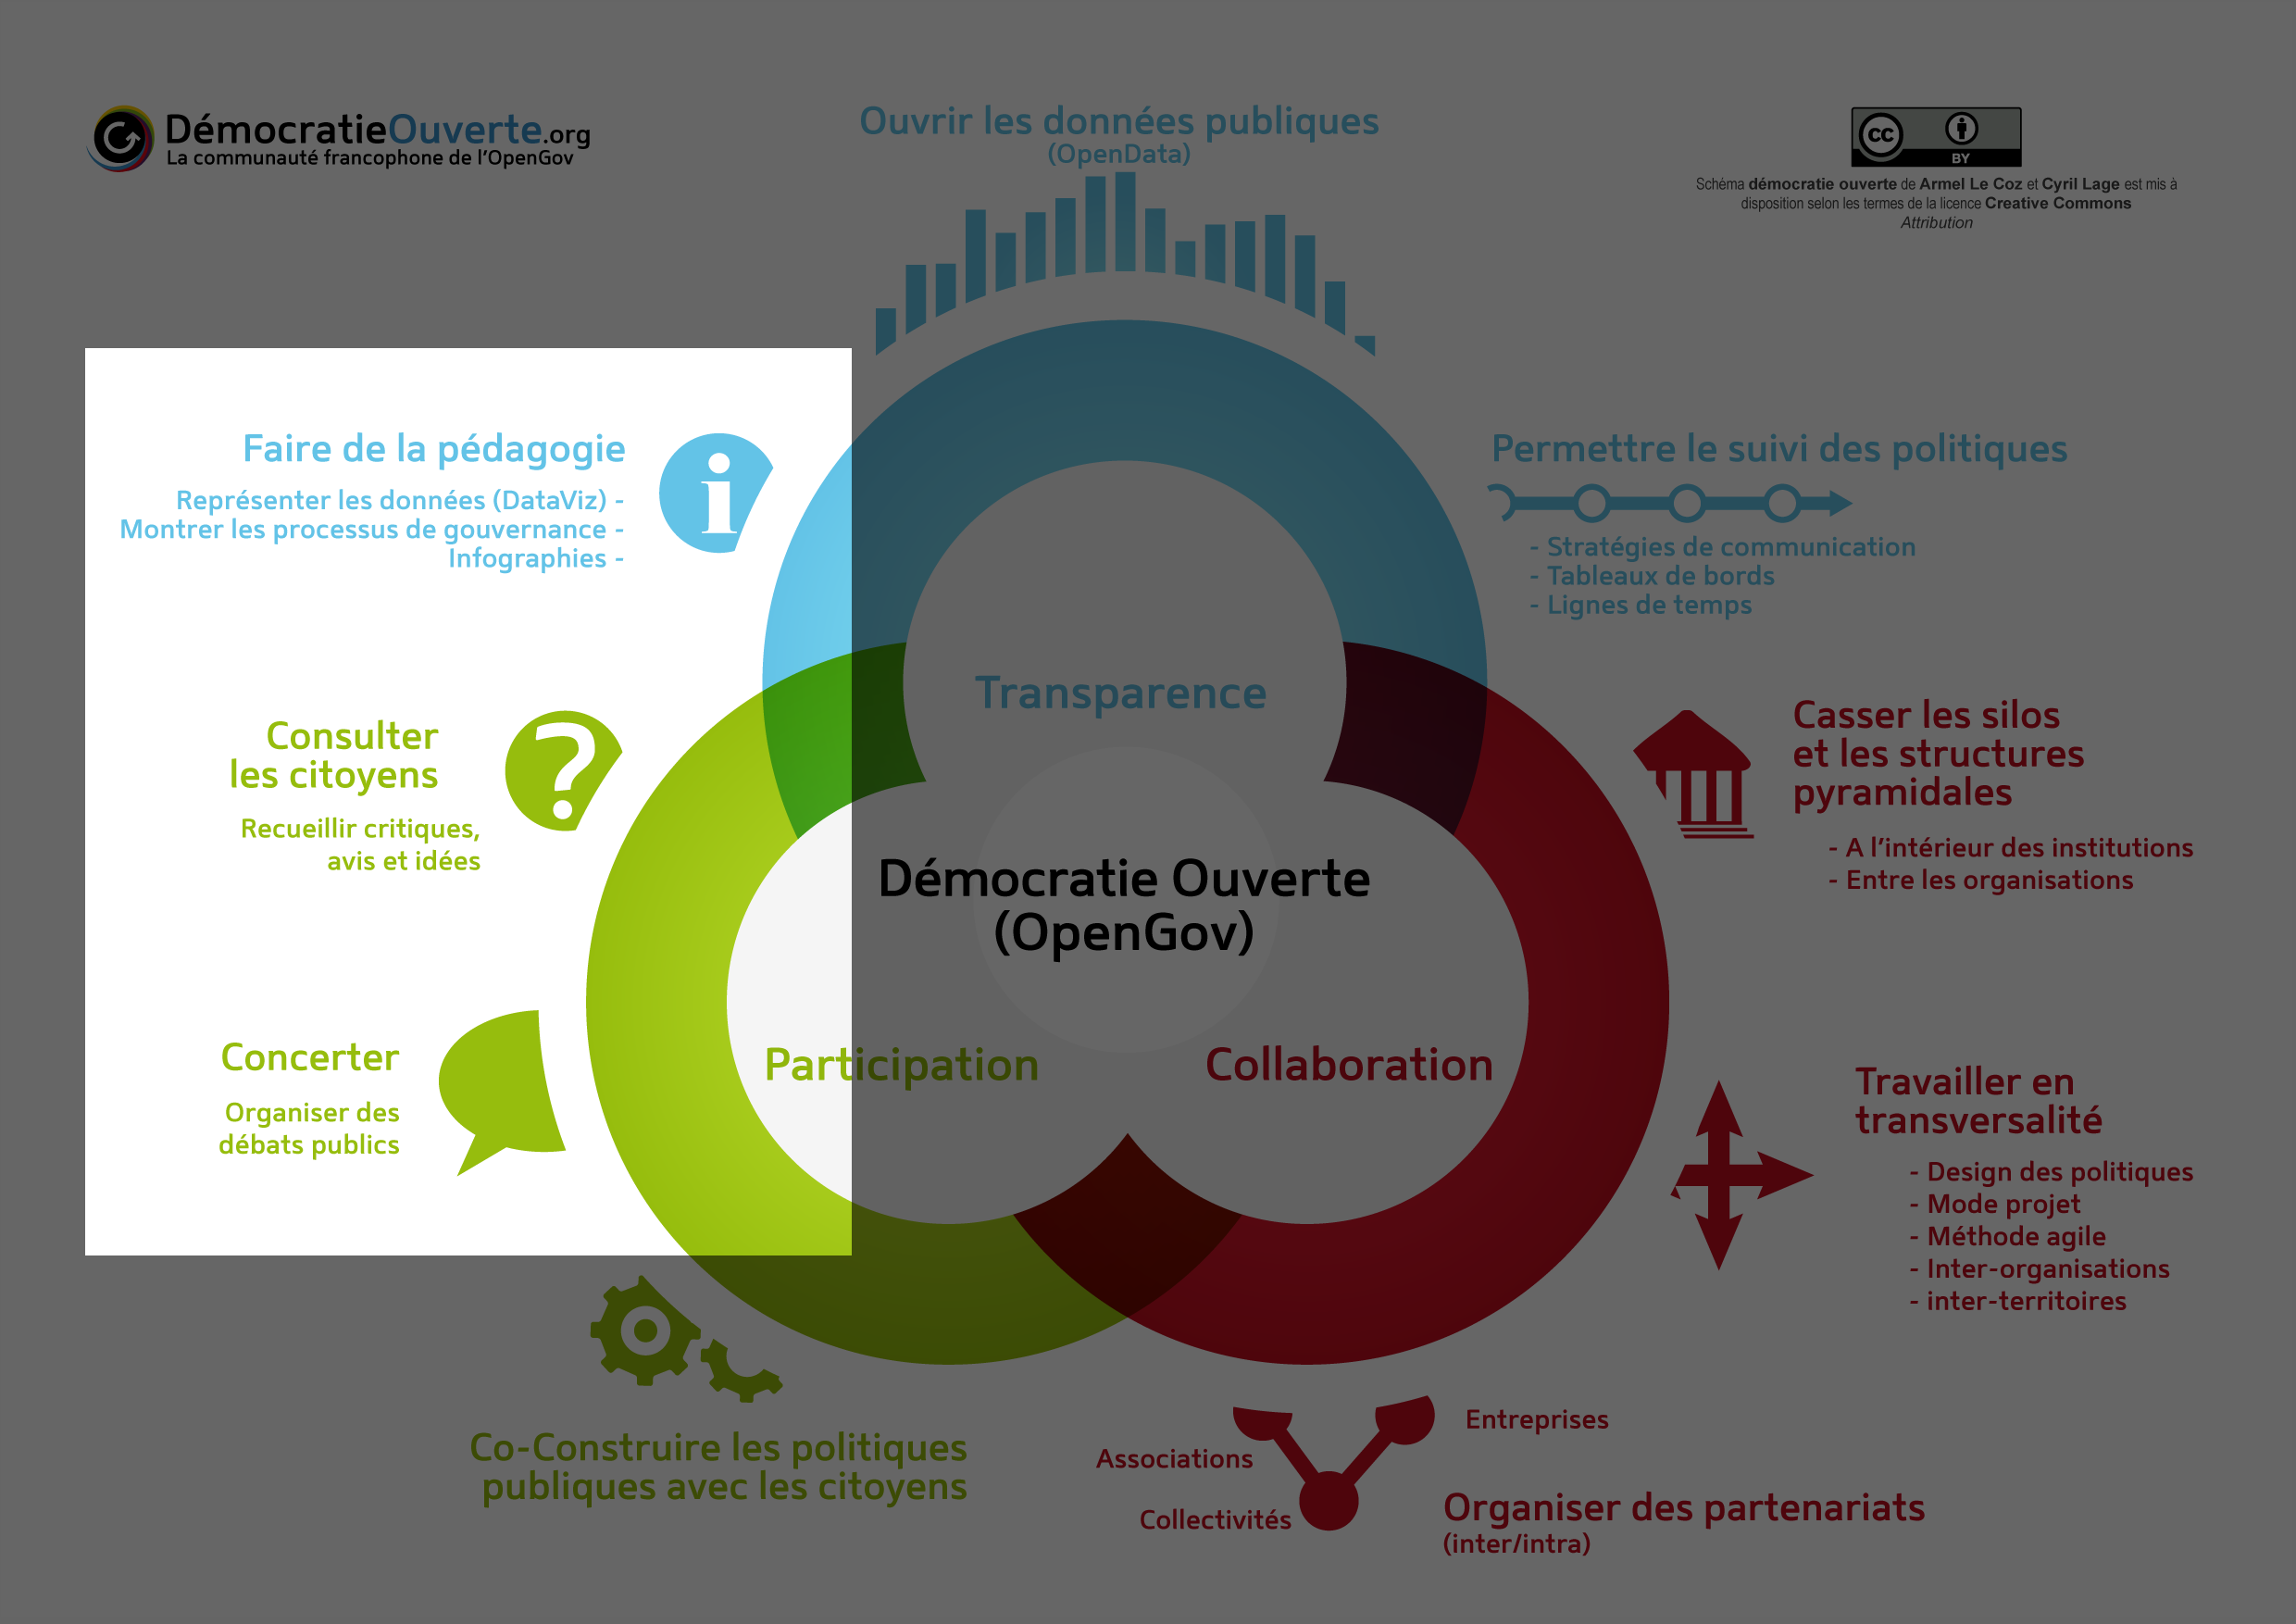 DémocratieOuverte.org
La communauté francophone de l'OpenGov
Ouvrir les données publiques
(OpenData)
CC
BY
Schéma démocratie ouverte de Armel Le Coz et Cyril Lage est mis à
disposition selon les termes de la licence Creative Commons
Attribution
Faire de la pédagogie
Représenter les données (DataViz) -
Montrer les processus de gouvernance -
Infographies -
i
Permettre le suivi des politiques
- Stratégies de communication
- Tableaux de bords
- Lignes de temps
Transparence
Consulter
les citoyens
?
Recueillir critiques,
avis et idées
Casser les silos
et les structures
pyramidales
- A l'intérieur des institutions
- Entre les organisations
Démocratie Ouverte
(OpenGov)
Concerter
Organiser des
débats publics
Participation
Collaboration
Travailler en
transversalité
- Design des politiques
- Mode projet
- Méthode agile
- Inter-organisations
- inter-territoires
Co-Construire les politiques
publiques avec les citoyens
Entreprises
Associations
Collectivités
Organiser des partenariats
(inter/intra)